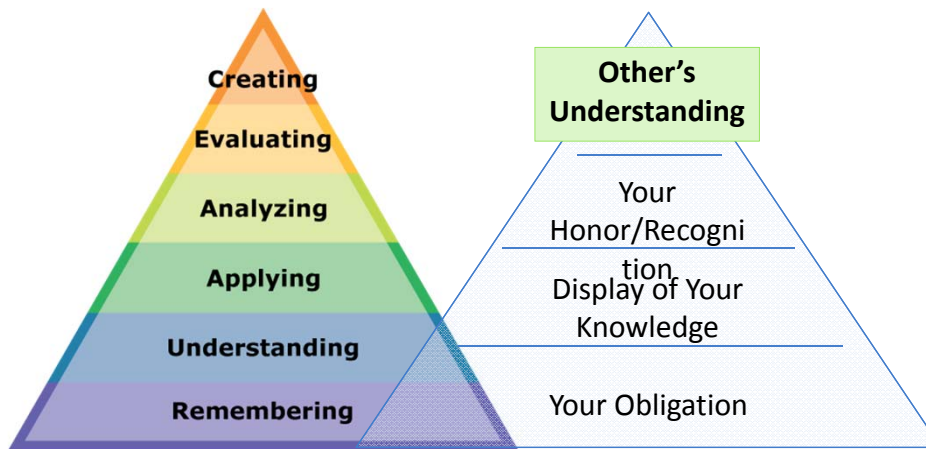 Creating
Evaluating
Analyzing
Applying
Understanding
Remembering
Other's
Understanding
Your
Honor/Recogni
tion
Display of Your
Knowledge
Your Obligation